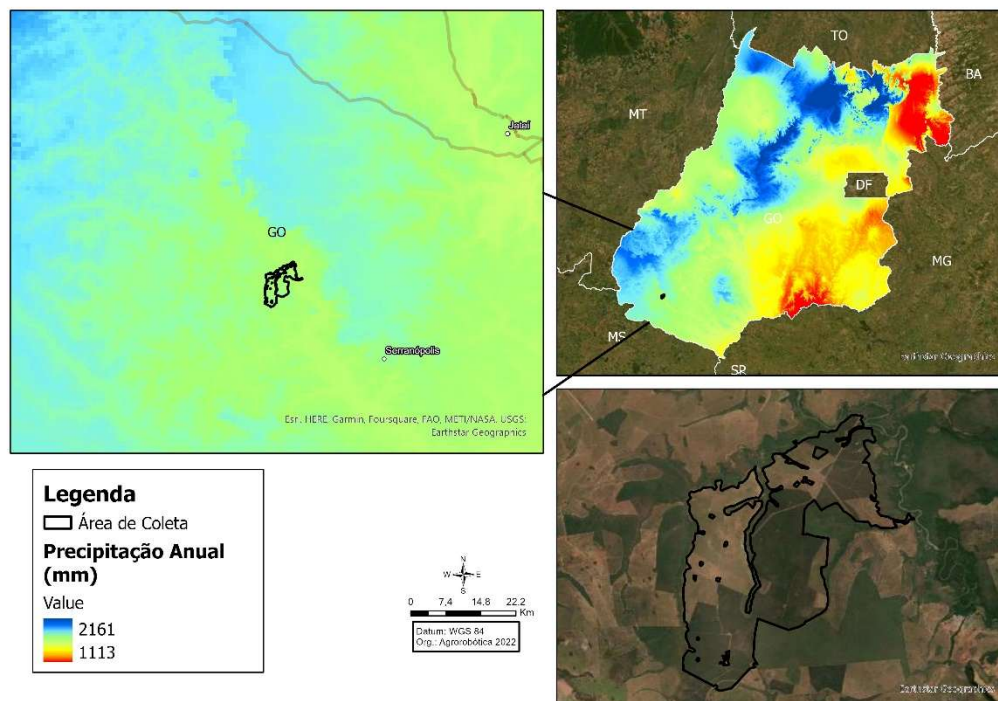 Jataí
GO
Serranópolis
Esri, HERE, Garmin, Foursquare, FAO, METI/NASA, USGS;
Earthstar Geographics
TO
BA
MT
DF
GO
MG
MS
SP
Earthstar Geographics
Legenda
Área de Coleta
Precipitação Anual
(mm)
Value
2161
1113
N
W E
S
0 7,4 14,8 22,2
Km
Datum: WGS 84
Org.: Agrorobótica 2022
Earthstar Geographics